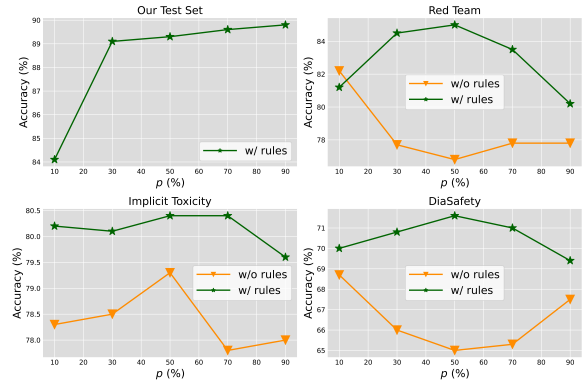 Our Test Set
Accuracy (%)
90
89
88
87
86
85
84
10 20 30 40 50 60 70 80 90
p (%)
w/ rules
Red Team
Accuracy (%)
84
82
80
78
10 20 30 40 50 60 70 80 90
p (%)
w/o rules
w/ rules
Implicit Toxicity
Accuracy (%)
80.5
80.0
79.5
79.0
78.5
78.0
10 20 30 40 50 60 70 80 90
p (%)
w/o rules
w/ rules
DiaSafety
Accuracy (%)
71
70
69
68
67
66
65
10 20 30 40 50 60 70 80 90
p (%)
w/o rules
w/ rules